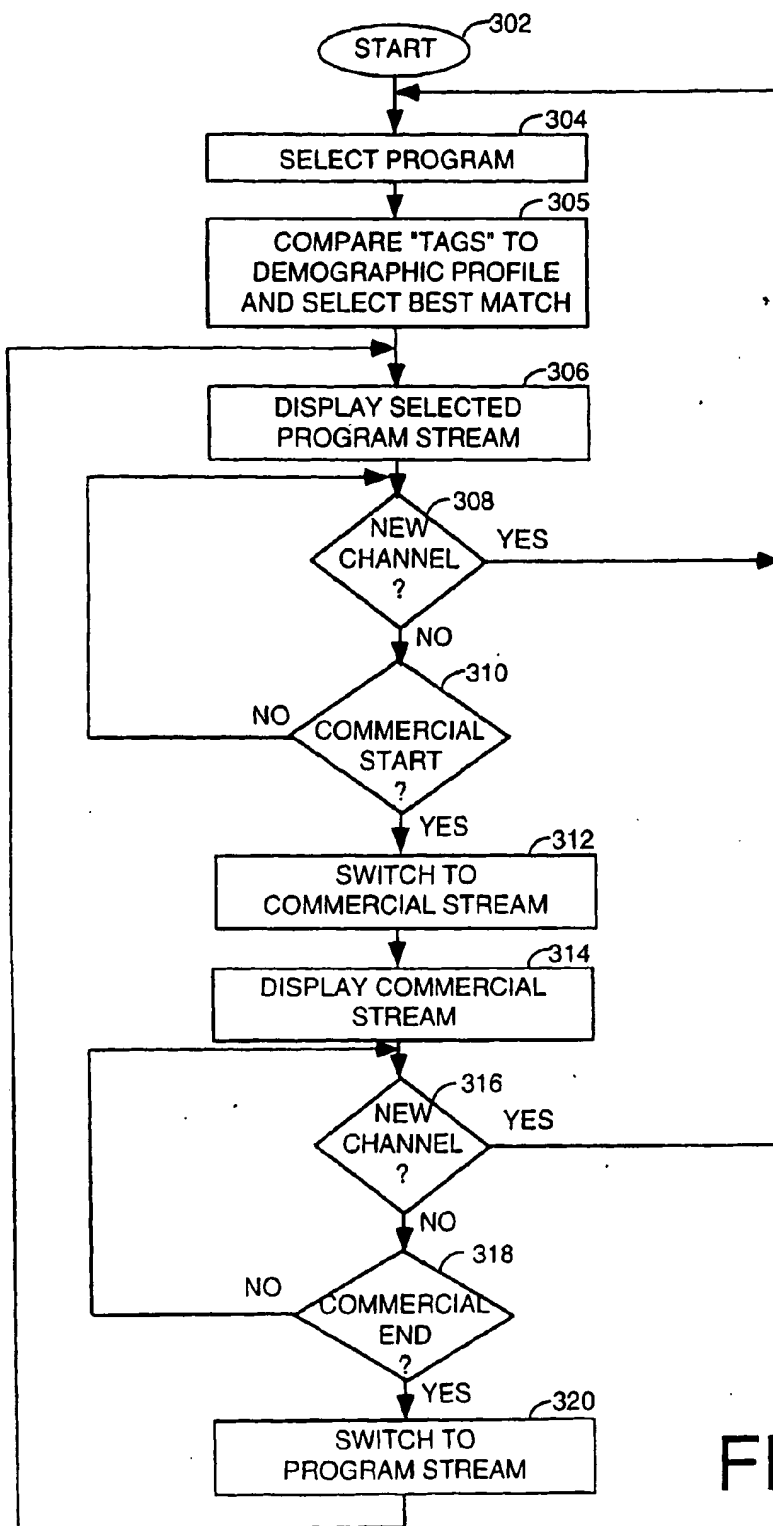 302
START
304
SELECT PROGRAM
305
COMPARE "TAGS" TO
DEMOGRAPHIC PROFILE
AND SELECT BEST MATCH
306
DISPLAY SELECTED
PROGRAM STREAM
308
NEW
CHANNEL
?
YES
NO
310
NO
COMMERCIAL
START
?
YES
312
SWITCH TO
COMMERCIAL STREAM
314
DISPLAY COMMERCIAL
STREAM
316
NEW
CHANNEL
?
YES
NO
318
NO
COMMERCIAL
END
?
YES
320
SWITCH TO
PROGRAM STREAM